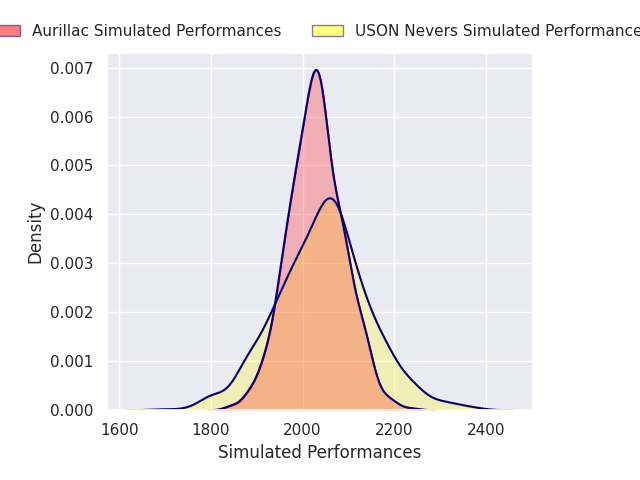 Aurillac Simulated Performances
USON Nevers Simulated Performance
0.007
0.006
0.005
0.004
0.003
0.002
0.001
0.000
Density
1600 1800 2000 2200 2400
Simulated Performances